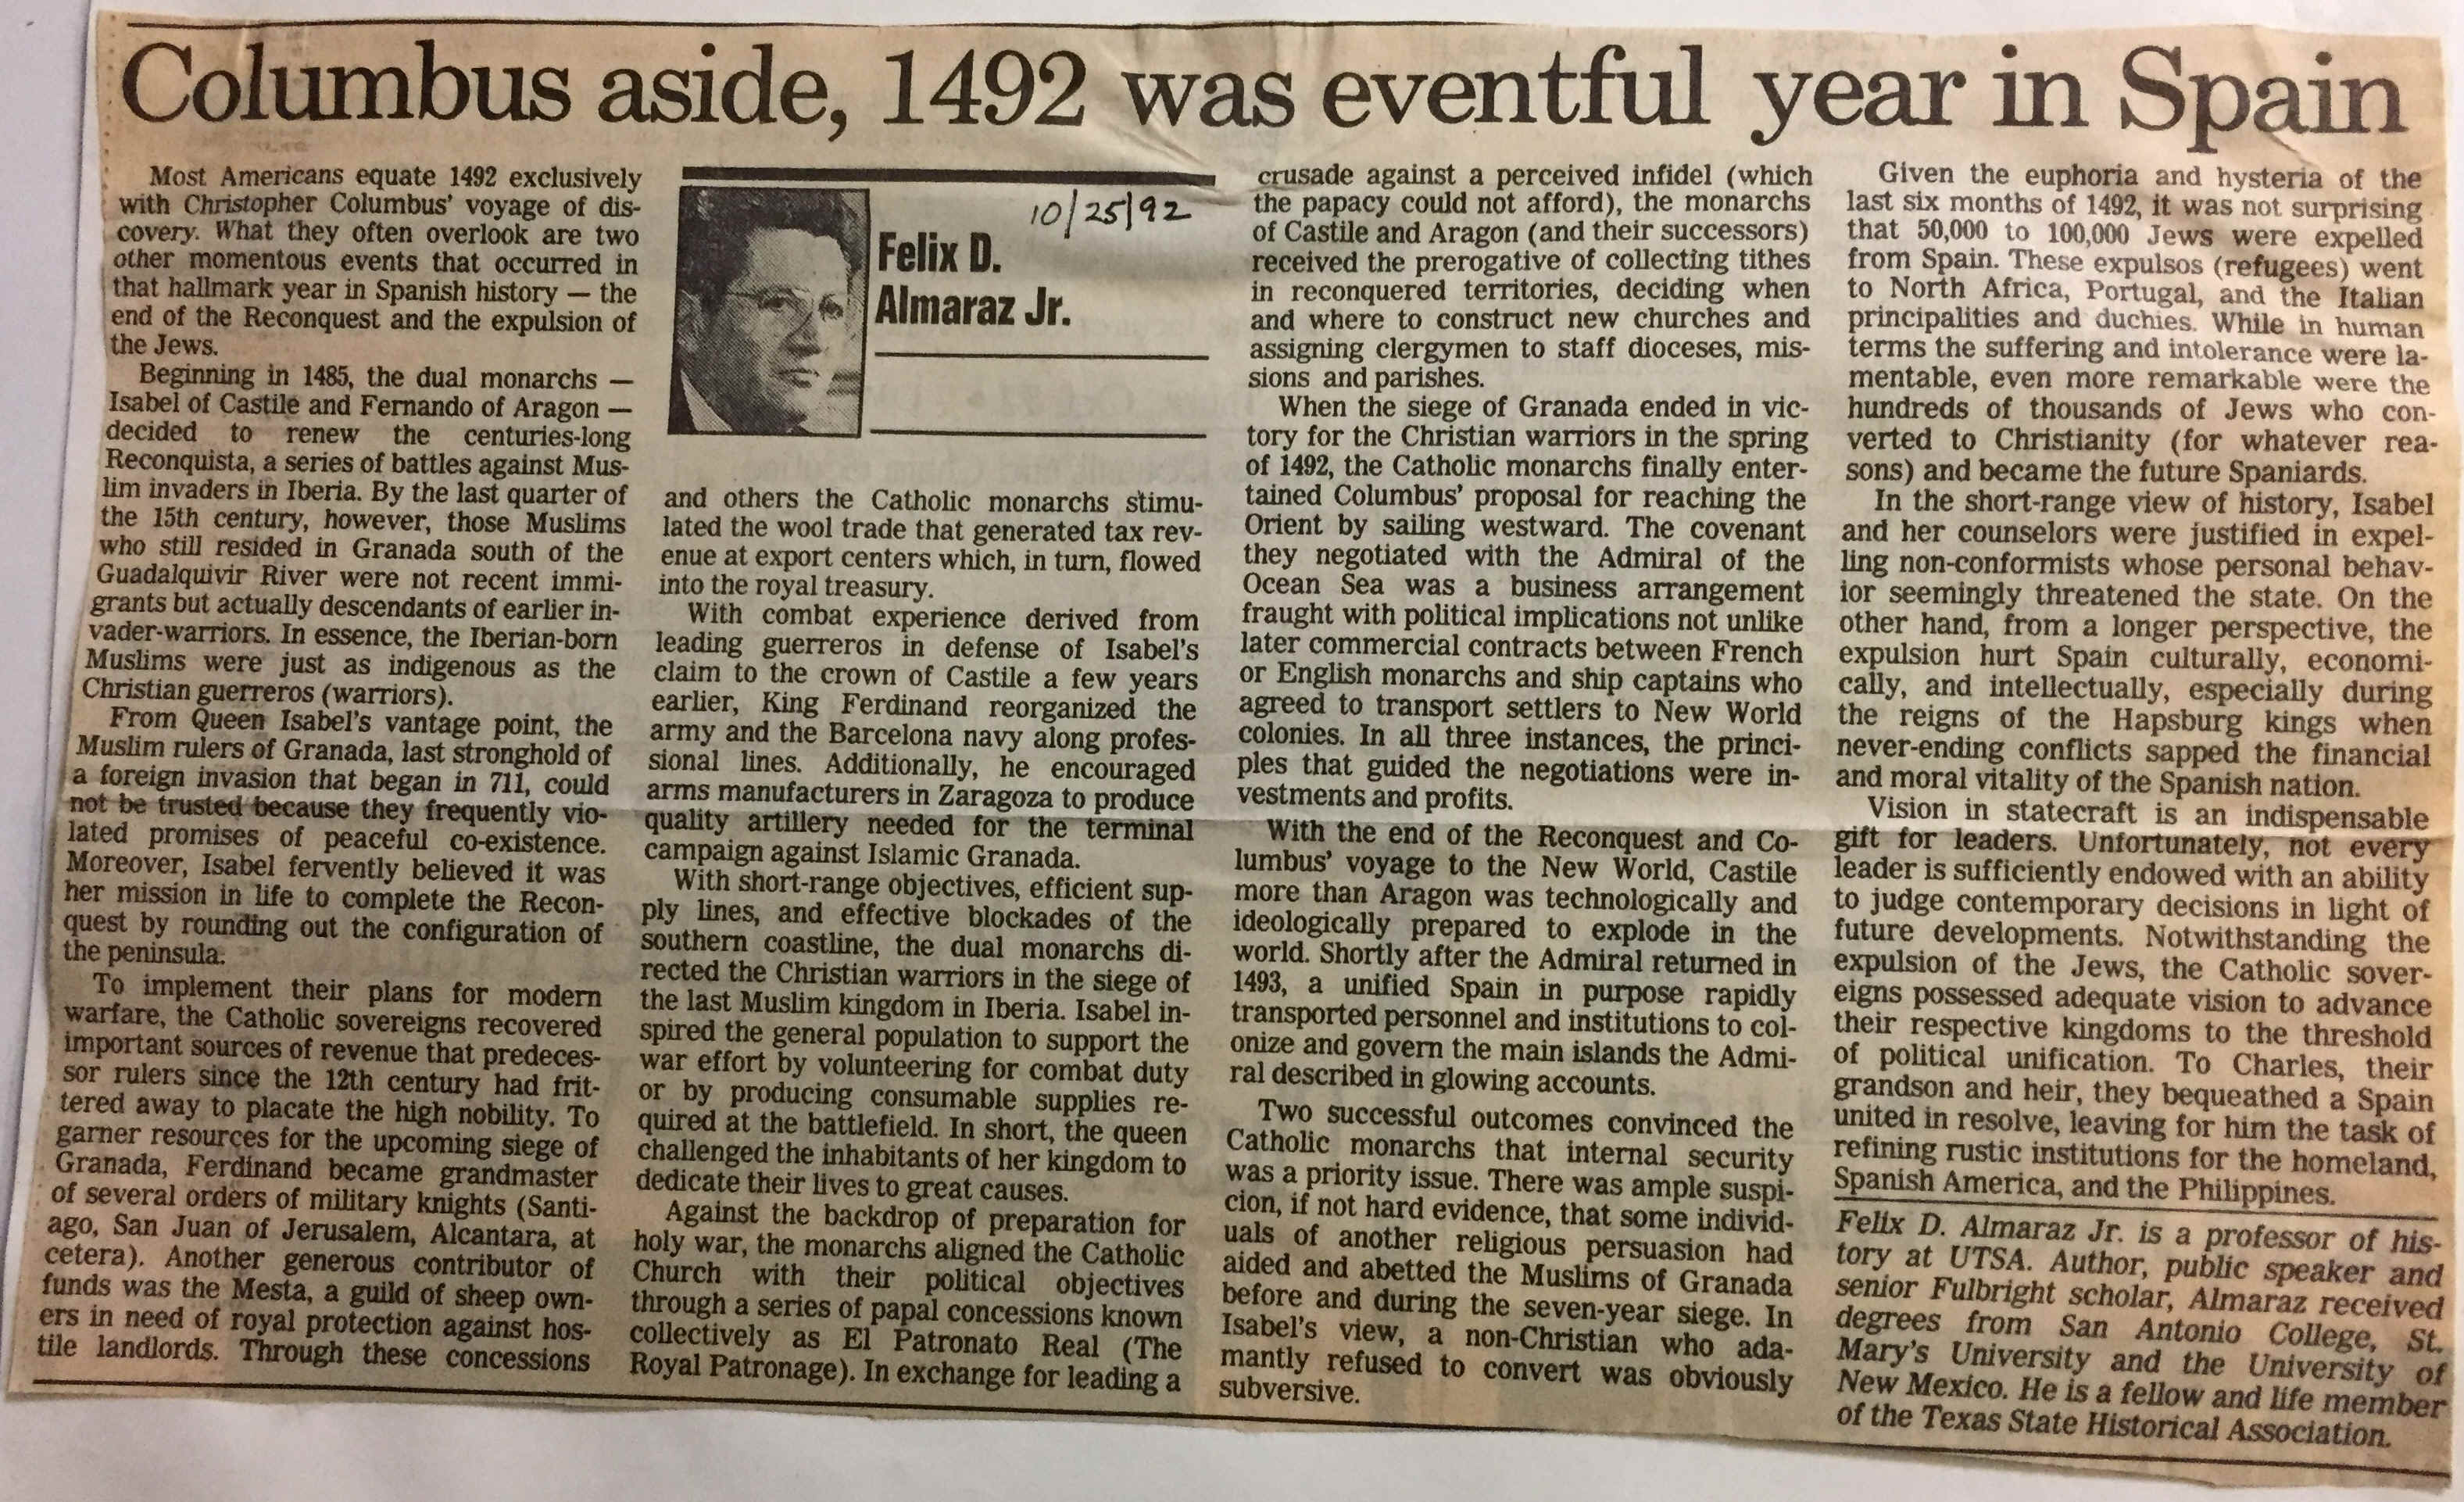 Columbus aside, 1492 was eventful year in Spain
Most Americans equate 1492 exclusively
with Christopher Columbus' voyage of dis-
covery. What they often overlook are two
other momentous events that occurred in
that hallmark year in Spanish history — the
end of the Reconquest and the expulsion of
the Jews.
Beginning in 1485, the dual monarchs —
Isabel of Castile and Fernando of Aragon —
decided to renew the centuries-long
Reconquista, a series of battles against Mus-
lim invaders in Iberia. By the last quarter of
the 15th century, however, those Muslims
who still resided in Granada south of the
Guadalquivir River were not recent immi-
grants but actually descendants of earlier in-
vader-warriors. In essence, the Iberian-born
Muslims were just as indigenous as the
Christian guerreros (warriors).
From Queen Isabel's vantage point, the
Muslim rulers of Granada, last stronghold of
a foreign invasion that began in 711, could
not be trusted because they frequently vio-
lated promises of peaceful co-existence.
Moreover, Isabel fervently believed it was
her mission in life to complete the Recon-
quest by rounding out the configuration of
the peninsula.
To implement their plans for modern
warfare, the Catholic sovereigns recovered
important sources of revenue that predeces-
sor rulers since the 12th century had frit-
tered away to placate the high nobility. To
garner resources for the upcoming siege of
Granada, Ferdinand became grandmaster
of several orders of military knights (Santi-
ago, San Juan of Jerusalem, Alcantara, at
cetera). Another generous contributor of
funds was the Mesta, a guild of sheep own-
ers in need of royal protection against hos-
tile landlords. Through these concessions
10/25/92
Felix D.
Almaraz Jr.
and others the Catholic monarchs stimu-
lated the wool trade that generated tax rev-
enue at export centers which, in turn, flowed
into the royal treasury.
With combat experience derived from
leading guerreros in defense of Isabel's
claim to the crown of Castile a few years
earlier, King Ferdinand reorganized the
army and the Barcelona navy along profes-
sional lines. Additionally, he encouraged
arms manufacturers in Zaragoza to produce
quality artillery needed for the terminal
campaign against Islamic Granada.
With short-range objectives, efficient sup-
ply lines, and effective blockades of the
southern coastline, the dual monarchs di-
rected the Christian warriors in the siege of
the last Muslim kingdom in Iberia. Isabel in-
spired the general population to support the
war effort by volunteering for combat duty
or by producing consumable supplies re-
quired at the battlefield. In short, the queen
challenged the inhabitants of her kingdom to
dedicate their lives to great causes.
Against the backdrop of preparation for
holy war, the monarchs aligned the Catholic
Church with their political objectives
through a series of papal concessions known
collectively as El Patronato Real (The
Royal Patronage). In exchange for leading a
crusade against a perceived infidel (which
the papacy could not afford), the monarchs
of Castile and Aragon (and their successors)
received the prerogative of collecting tithes
in reconquered territories, deciding when
and where to construct new churches and
assigning clergymen to staff dioceses, mis-
sions and parishes.
When the siege of Granada ended in vic-
tory for the Christian warriors in the spring
of 1492, the Catholic monarchs finally enter-
tained Columbus' proposal for reaching the
Orient by sailing westward. The covenant
they negotiated with the Admiral of the
Ocean Sea was a business arrangement
fraught with political implications not unlike
later commercial contracts between French
or English monarchs and ship captains who
agreed to transport settlers to New World
colonies. In all three instances, the princi-
ples that guided the negotiations were in-
vestments and profits.
With the end of the Reconquest and Co-
lumbus' voyage to the New World, Castile
more than Aragon was technologically and
ideologically prepared to explode in the
world. Shortly after the Admiral returned in
1493, a unified Spain in purpose rapidly
transported personnel and institutions to col-
onize and govern the main islands the Admi-
ral described in glowing accounts.
Two successful outcomes convinced the
Catholic monarchs that internal security
was a priority issue. There was ample suspi-
cion, if not hard evidence, that some individ-
uals of another religious persuasion had
aided and abetted the Muslims of Granada
before and during the seven-year siege. In
Isabel's view, a non-Christian who ada-
mantly refused to convert was obviously
subversive.
Given the euphoria and hysteria of the
last six months of 1492, it was not surprising
that 50,000 to 100,000 Jews were expelled
from Spain. These expulsos (refugees) went
to North Africa, Portugal, and the Italian
principalities and duchies. While in human
terms the suffering and intolerance were la-
mentable, even more remarkable were the
hundreds of thousands of Jews who con-
verted to Christianity (for whatever rea-
sons) and became the future Spaniards.
In the short-range view of history, Isabel
and her counselors were justified in expel-
ling non-conformists whose personal behav-
ior seemingly threatened the state. On the
other hand, from a longer perspective, the
expulsion hurt Spain culturally, economi-
cally, and intellectually, especially during
the reigns of the Hapsburg kings when
never-ending conflicts sapped the financial
and moral vitality of the Spanish nation.
Vision in statecraft is an indispensable
gift for leaders. Unfortunately, not every
leader is sufficiently endowed with an ability
to judge contemporary decisions in light of
future developments. Notwithstanding the
expulsion of the Jews, the Catholic sover-
eigns possessed adequate vision to advance
their respective kingdoms to the threshold
of political unification. To Charles, their
grandson and heir, they bequeathed a Spain
united in resolve, leaving for him the task of
refining rustic institutions for the homeland,
Spanish America, and the Philippines.
Felix D. Almaraz Jr. is a professor of his-
tory at UTSA. Author, public speaker and
senior Fulbright scholar, Almaraz received
degrees from San Antonio College, St.
Mary's University and the University of
New Mexico. He is a fellow and life member
of the Texas State Historical Association.